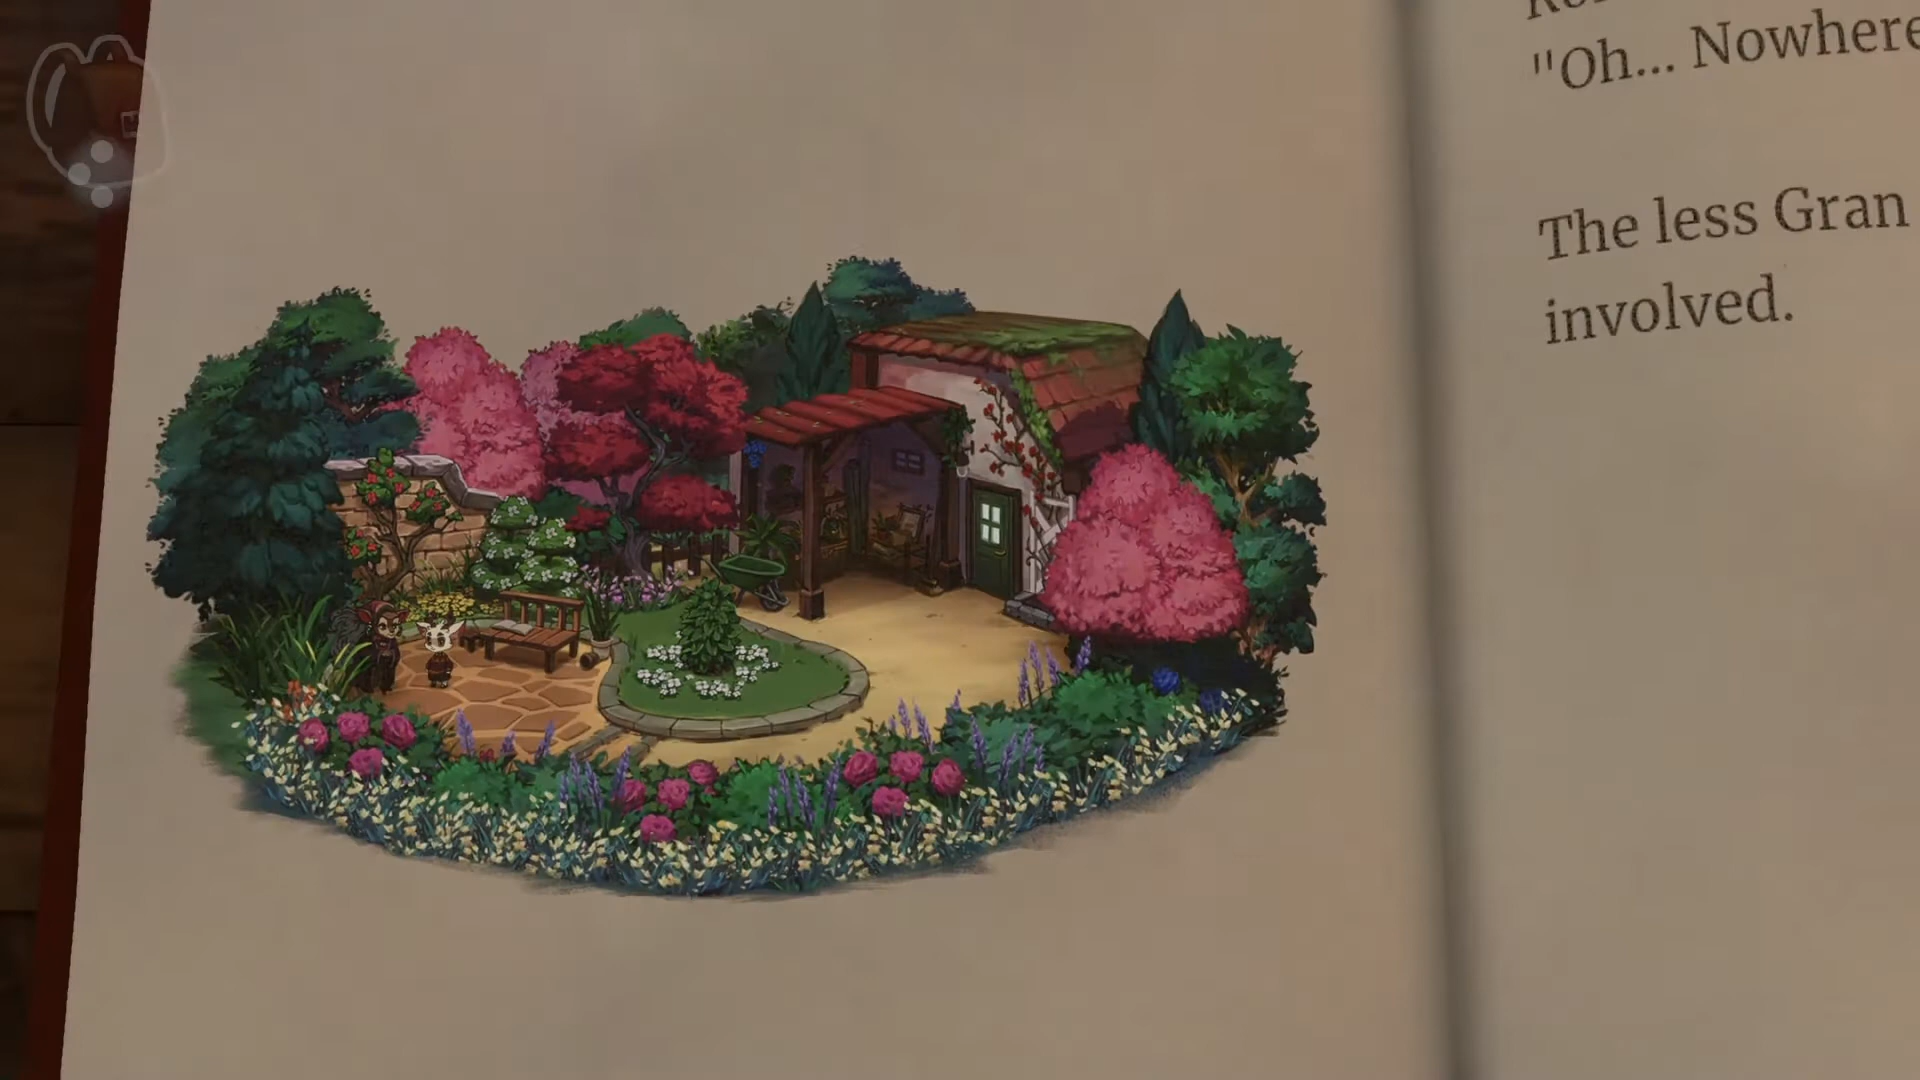 "Oh... Nowhere
The less Gran
involved.